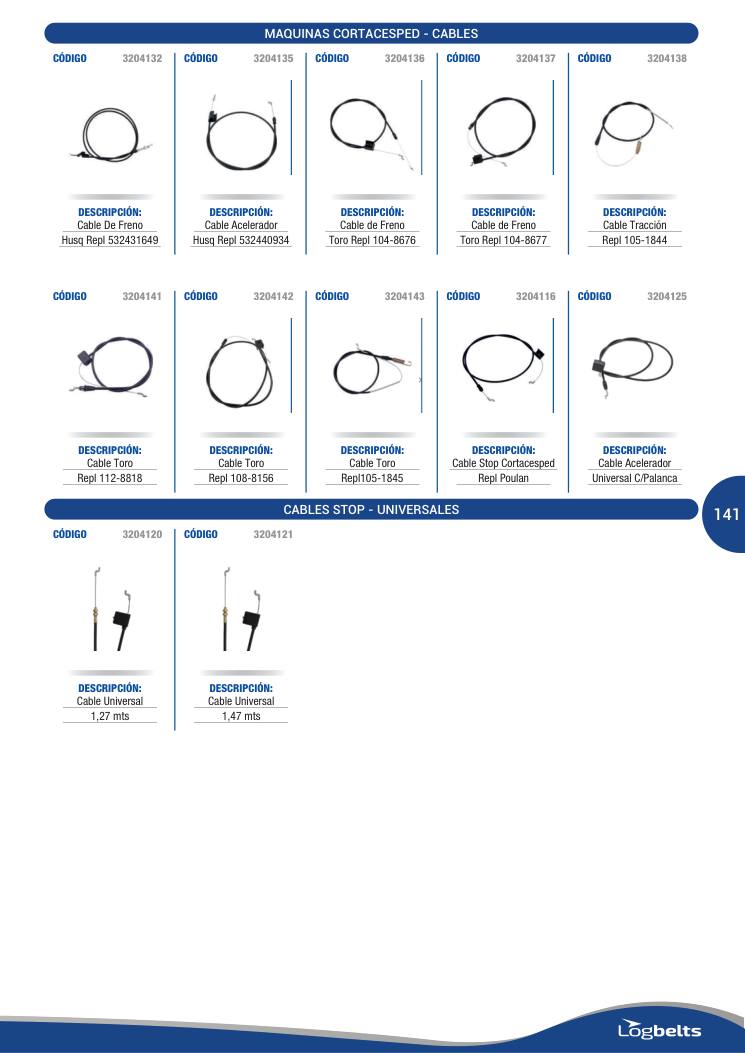 MAQUINAS CORTACESPED - CABLES
CÓDIGO 3204132
CÓDIGO 3204135
CÓDIGO 3204136
CÓDIGO 3204137
CÓDIGO 3204138
DESCRIPCIÓN:
Cable De Freno
Husq Repl 532431649
DESCRIPCIÓN:
Cable Acelerador
Husq Repl 532440934
DESCRIPCIÓN:
Cable de Freno
Toro Repl 104-8676
DESCRIPCIÓN:
Cable de Freno
Toro Repl 104-8677
DESCRIPCIÓN:
Cable Tracción
Repl 105-1844
CÓDIGO 3204141
CÓDIGO 3204142
CÓDIGO 3204143
CÓDIGO 3204116
CÓDIGO 3204125
DESCRIPCIÓN:
Cable Toro
Repl 112-8818
DESCRIPCIÓN:
Cable Toro
Repl 108-8156
DESCRIPCIÓN:
Cable Toro
Repl105-1845
DESCRIPCIÓN:
Cable Stop Cortacesped
Repl Poulan
DESCRIPCIÓN:
Cable Acelerador
Universal C/Palanca
CABLES STOP - UNIVERSALES
141
CÓDIGO 3204120
CÓDIGO 3204121
DESCRIPCIÓN:
Cable Universal
1,27 mts
DESCRIPCIÓN:
Cable Universal
1,47 mts
Logbelts